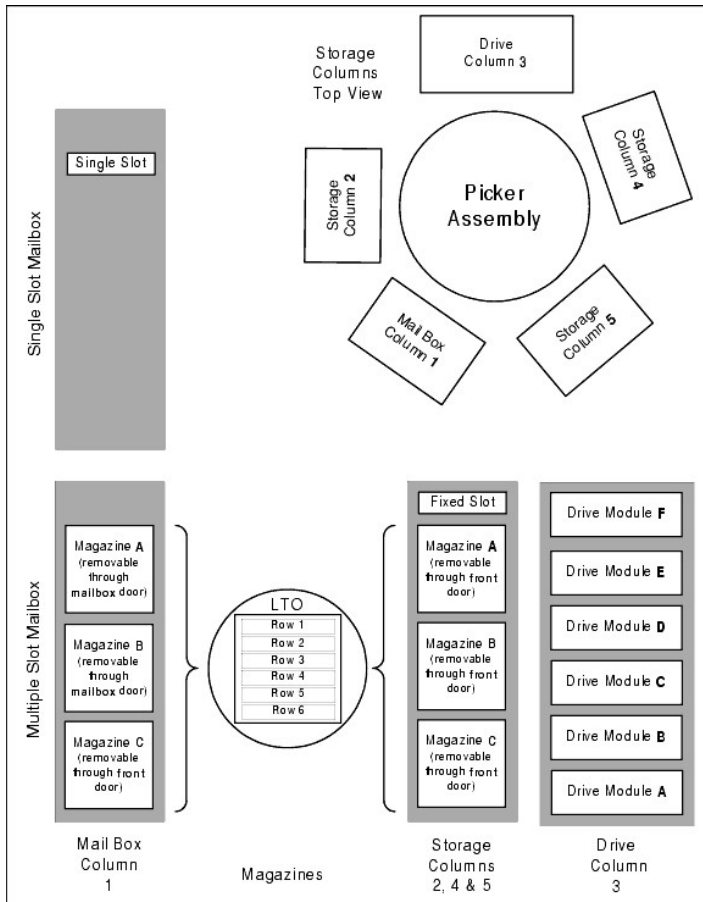 Storage
Columns
Top View
Drive
Column 3
Storage
Column 4
Storage
Column 2
Picker
Assembly
Mail Box
Column 1
Storage
Column 5
Single Slot Mailbox
Single Slot
Multiple Slot Mailbox
Magazine A
(removable
through
mailbox door)
Magazine B
(removable
through
mailbox door)
Magazine C
(removable
through front
door)
LTO
Row 1
Row 2
Row 3
Row 4
Row 5
Row 6
Fixed Slot
Magazine A
(removable
through front
door)
Magazine B
(removable
through front
door)
Magazine C
(removable
through front
door)
Drive Module F
Drive Module E
Drive Module D
Drive Module C
Drive Module B
Drive Module A
Mail Box
Column
1
Magazines
Storage
Columns
2, 4 & 5
Drive
Column
3